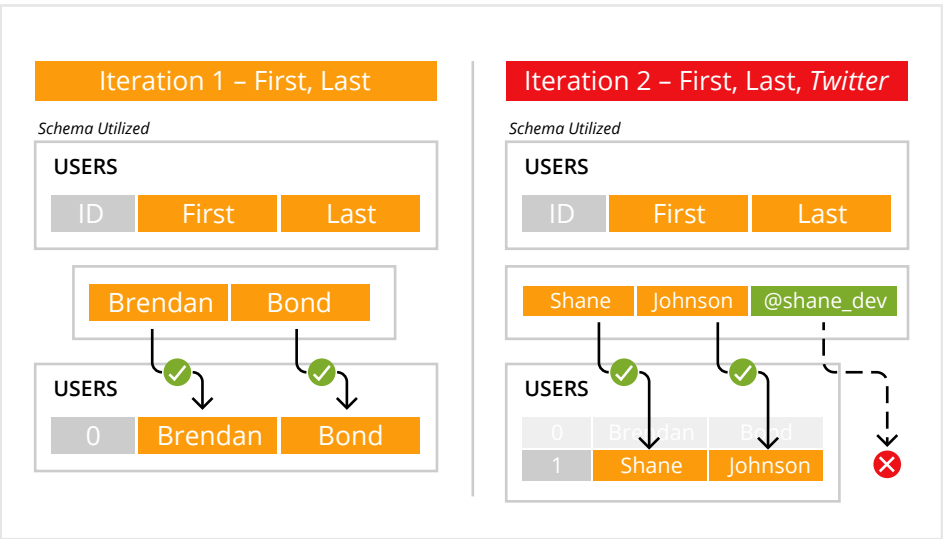 Iteration 1 – First, Last
Schema Utilized
USERS
ID First Last
Brendan Bond
USERS
0 Brendan Bond
Iteration 2 – First, Last, Twitter
Schema Utilized
USERS
ID First Last
Shane Johnson @shane_dev
USERS
0 Brendan Bond
1 Shane Johnson